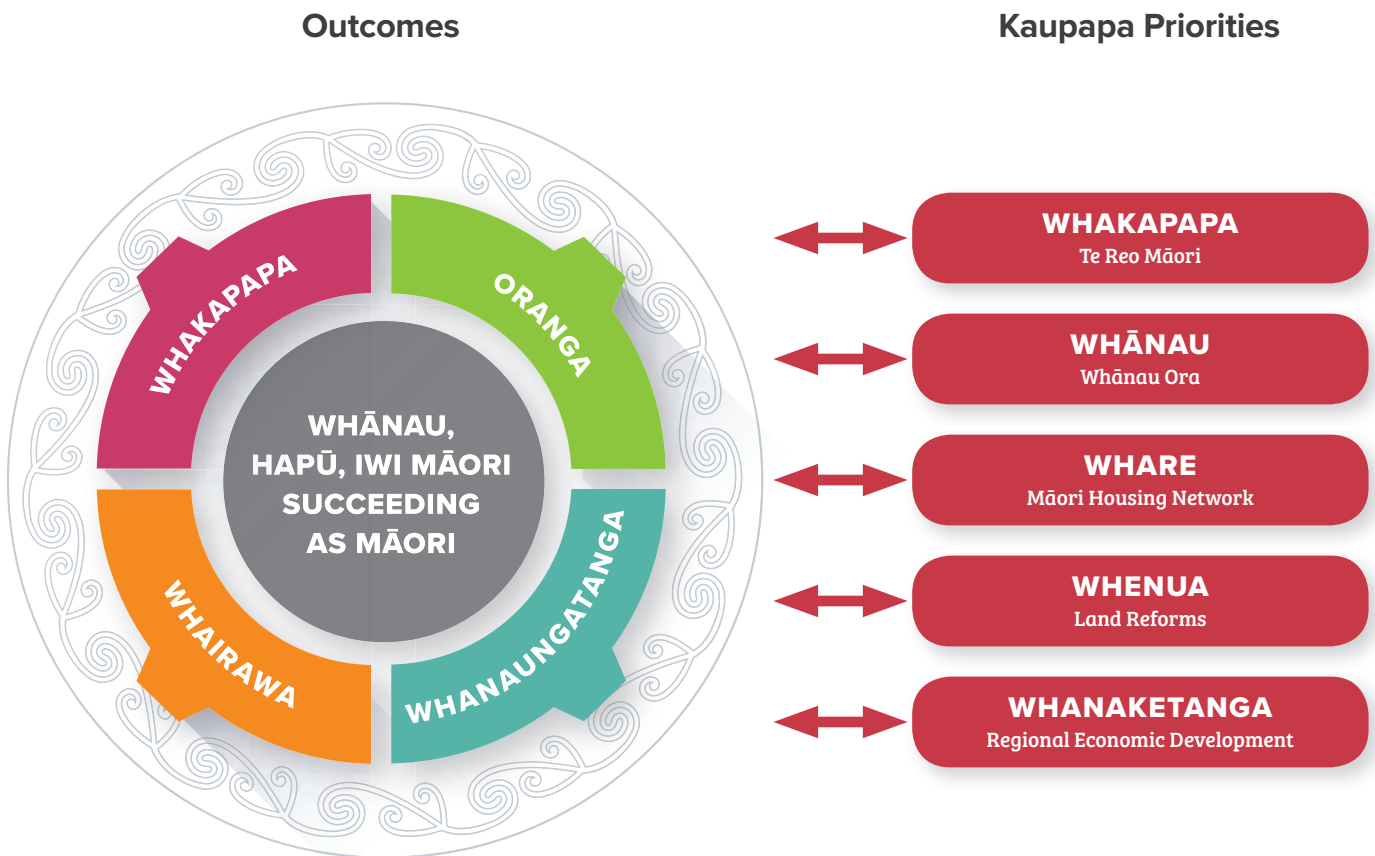 Outcomes
Kaupapa Priorities
WHAKAPAPA
ORANGA
WHĀNAU,
HAPŪ, IWI MĀORI
SUCCEEDING
AS MĀORI
WHAIRAWA
WHANAUNGATANGA
WHAKAPAPA
Te Reo Māori
WHĀNAU
Whānau Ora
WHARE
Māori Housing Network
WHENUA
Land Reforms
WHANAKETANGA
Regional Economic Development